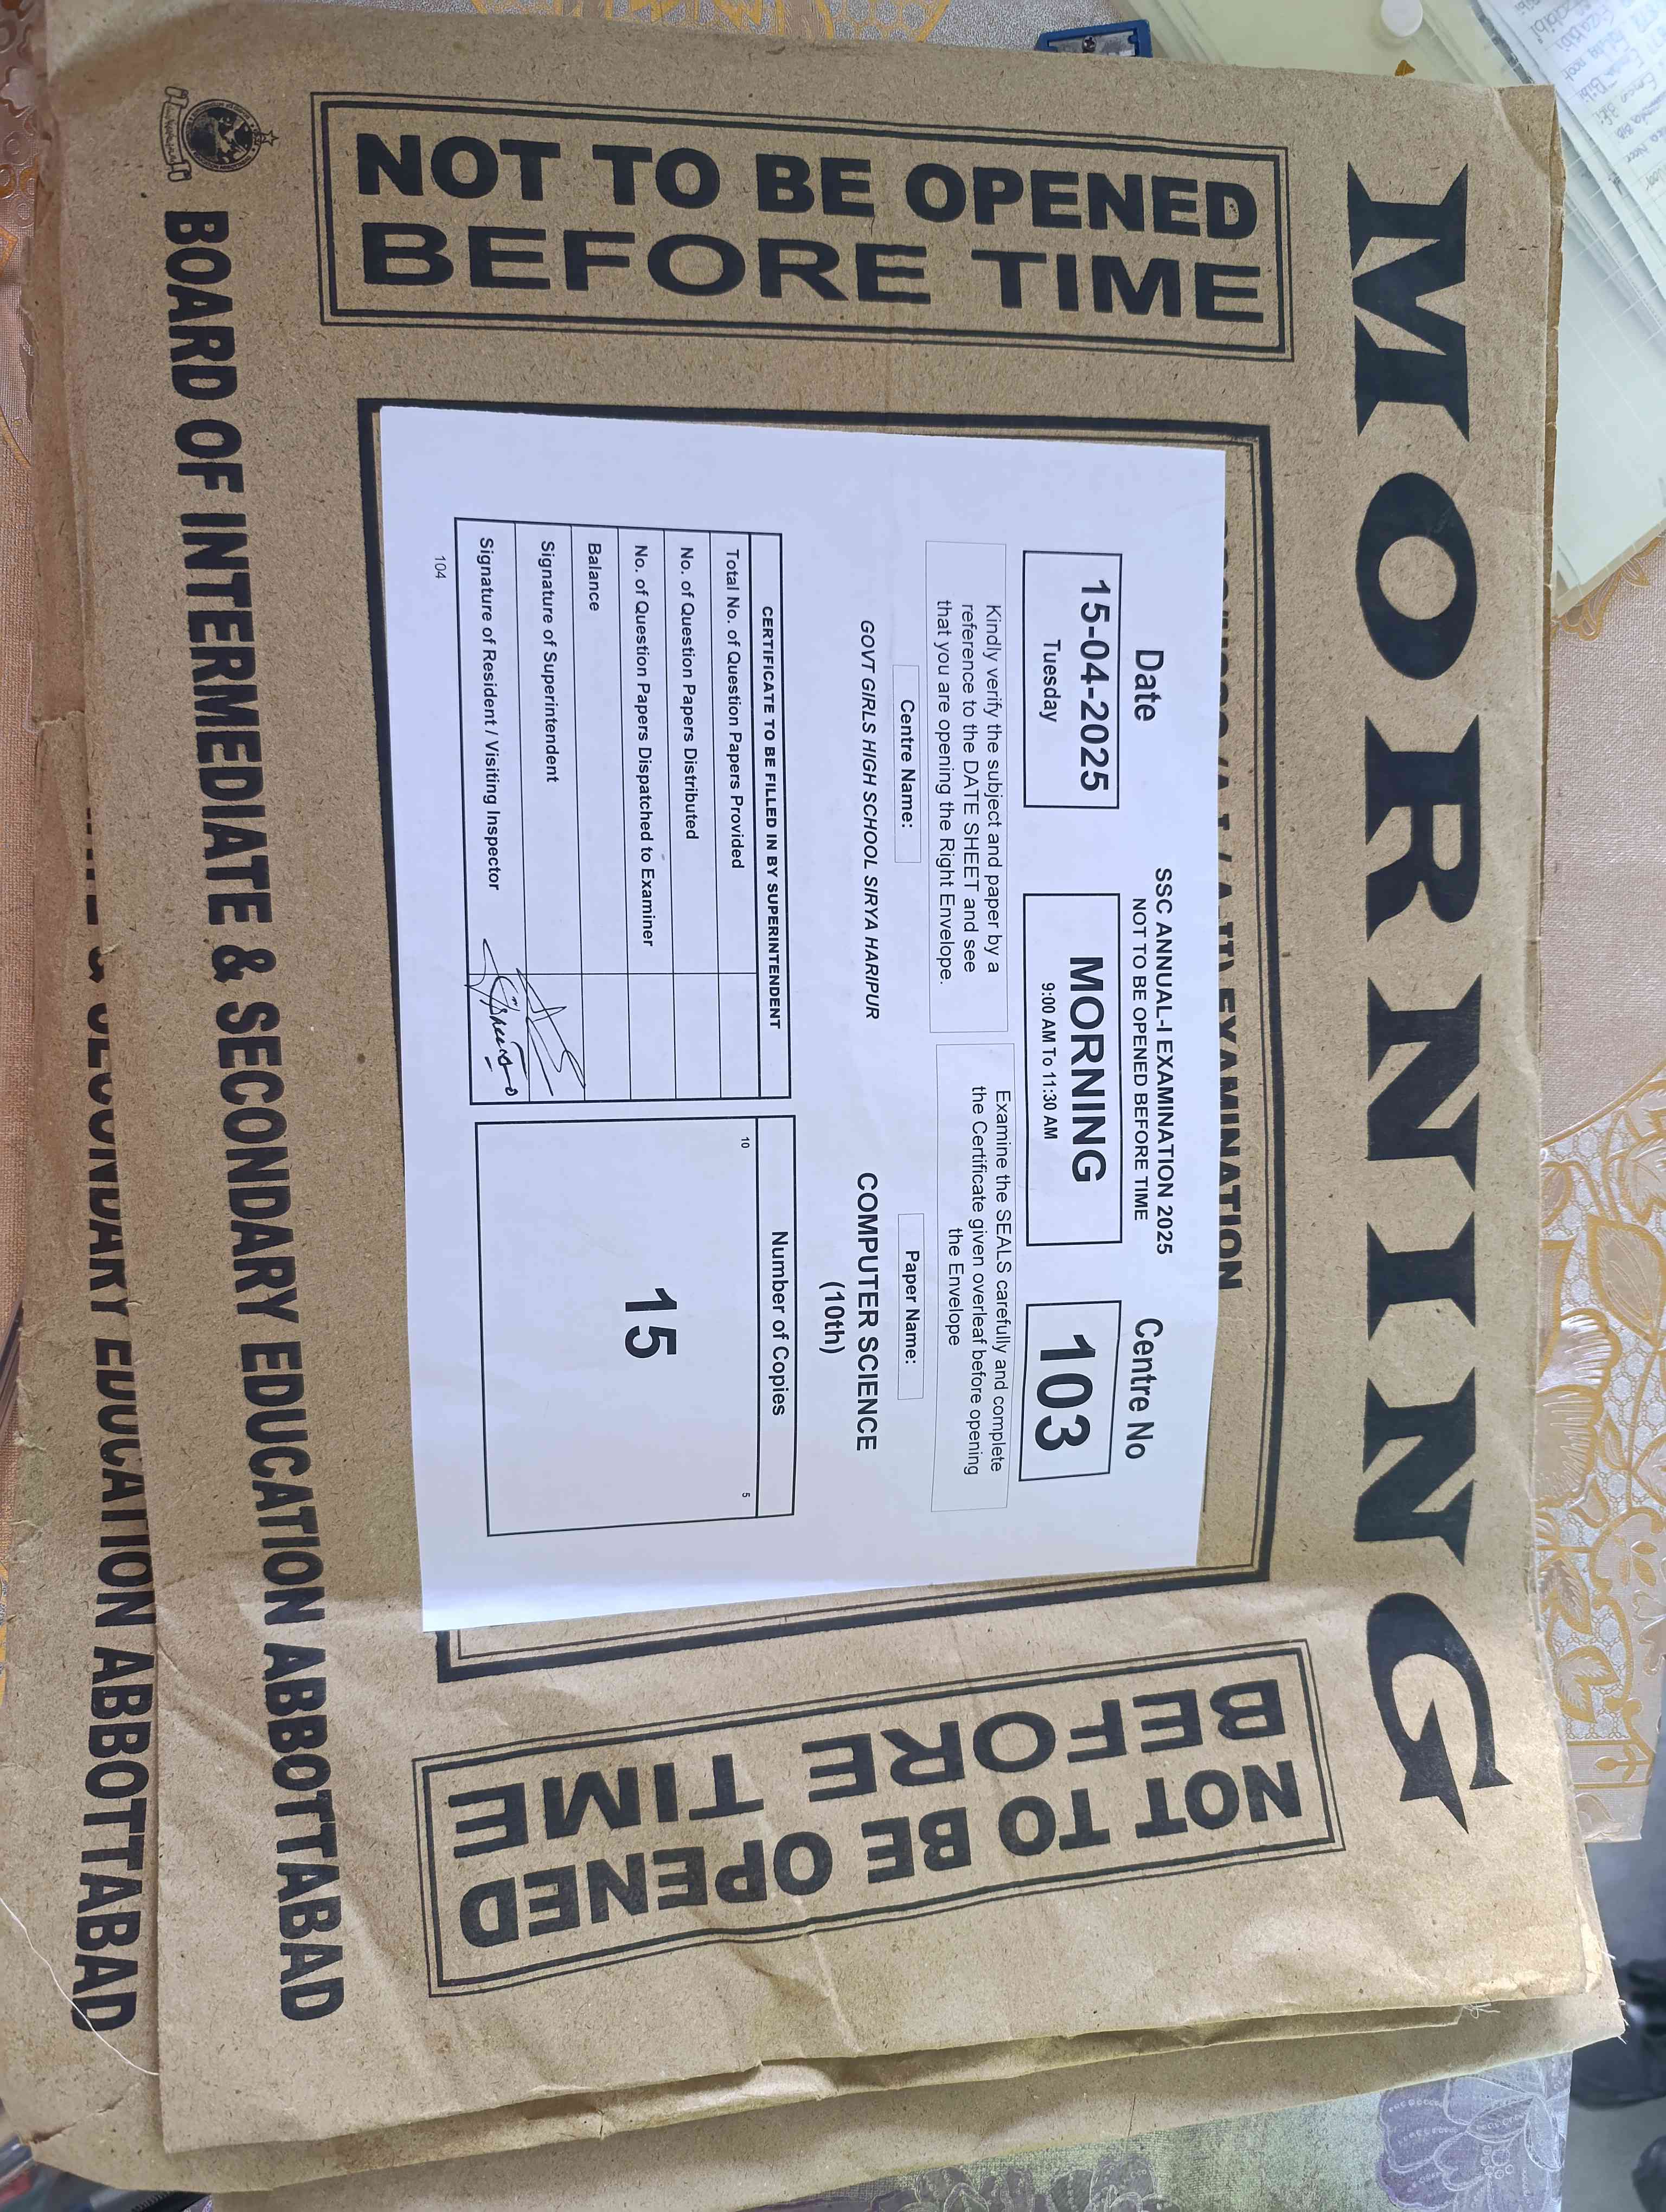 MORNING
NOT TO BE OPENED
BEFORE TIME
EXAMINATION
SSC ANNUAL-I EXAMINATION 2025
NOT TO BE OPENED BEFORE TIME
Date
15-04-2025
Tuesday
MORNING
9:00 AM To 11:30 AM
Centre No
103
Kindly verify the subject and paper by a
reference to the DATE SHEET and see
that you are opening the Right Envelope.
Examine the SEALS carefully and complete
the Certificate given overleaf before opening
the Envelope
Centre Name:
GOVT GIRLS HIGH SCHOOL SIRYA HARIPUR
Paper Name:
COMPUTER SCIENCE
(10th)
CERTIFICATE TO BE FILLED IN BY SUPERINTENDENT
Total No. of Question Papers Provided
No. of Question Papers Distributed
No. of Question Papers Dispatched to Examiner
Balance
Signature of Superintendent
Signature of Resident / Visiting Inspector
Number of Copies
10
5
15
104
NOT TO BE OPENED
BEFORE TIME
BOARD OF INTERMEDIATE & SECONDARY EDUCATION ABBOTTABAD
& SECONDARY EDUCATION ABBOTTABAD